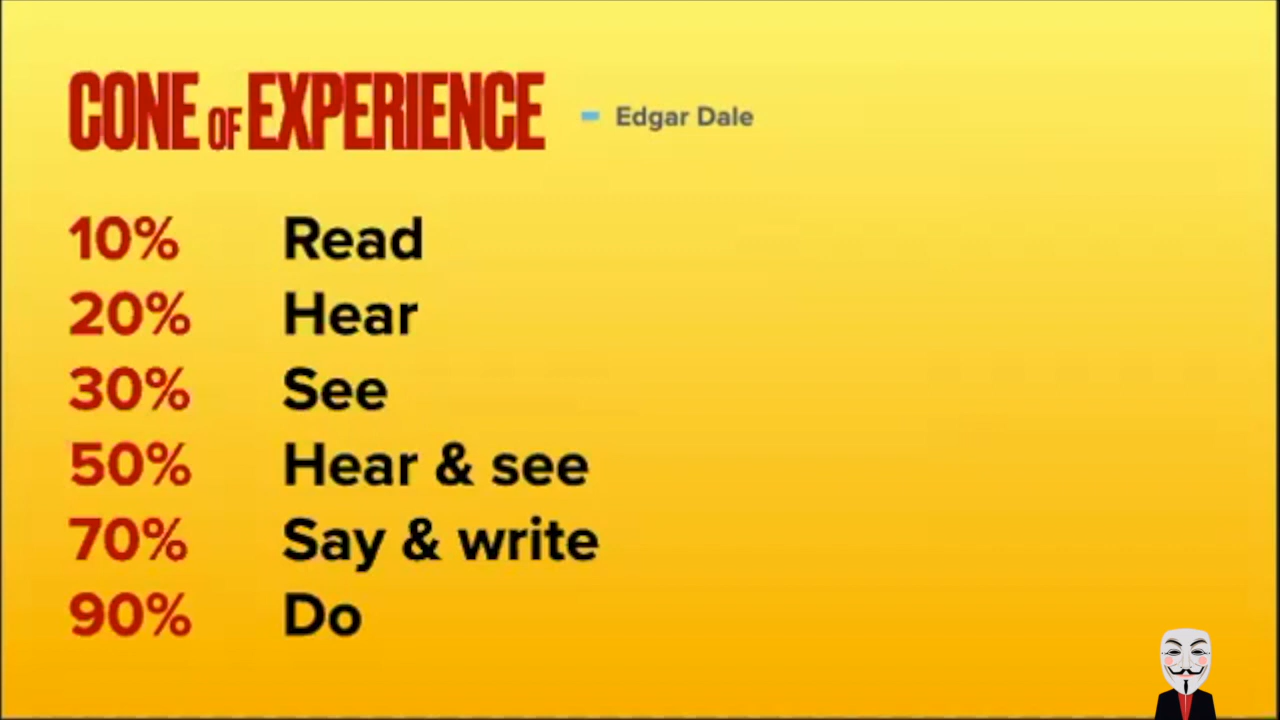 CONE OF EXPERIENCE - Edgar Dale
10% Read
20% Hear
30% See
50% Hear & see
70% Say & write
90% Do